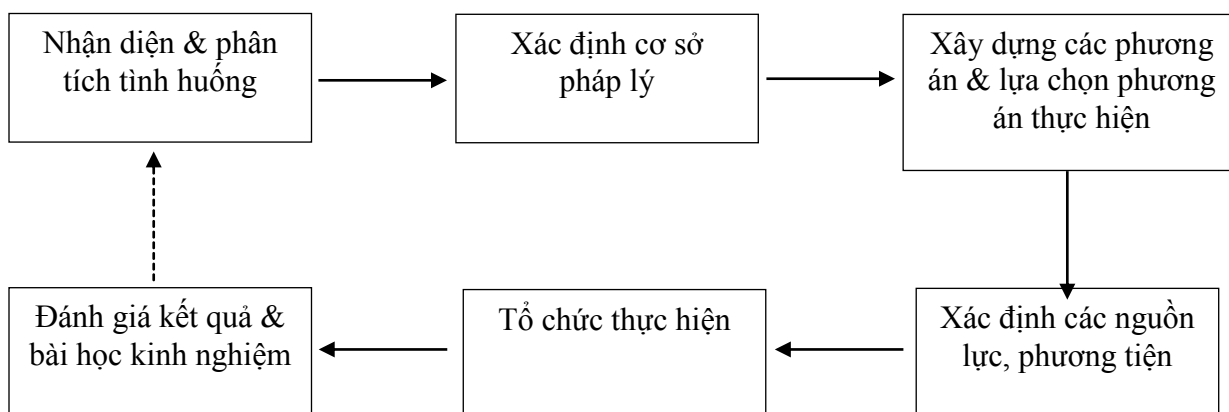 Nhận diện & phân
tích tình huống
Xác định cơ sở
pháp lý
Xây dựng các phương
án & lựa chọn phương
án thực hiện
Đánh giá kết quả &
bài học kinh nghiệm
Tổ chức thực hiện
Xác định các nguồn
lực, phương tiện